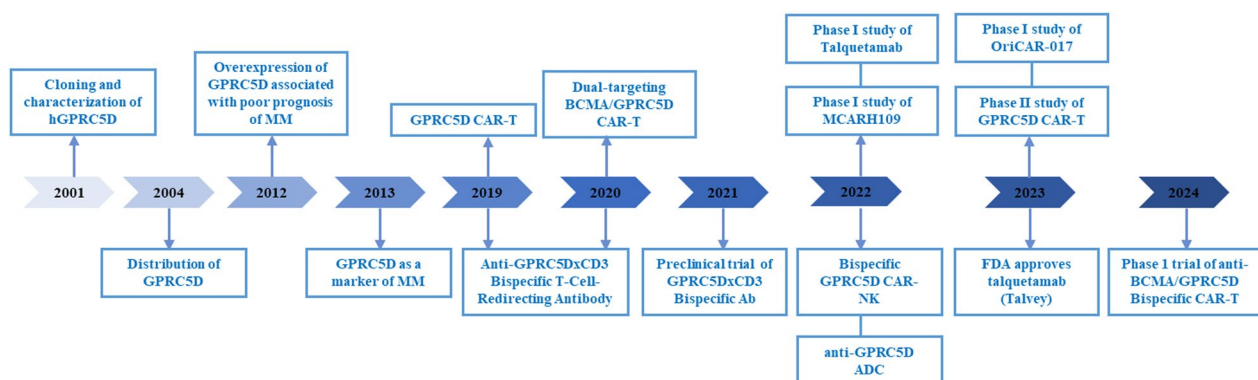 Cloning and
characterization of
hGPRC5D
Overexpression of
GPRC5D associated
with poor prognosis
of MM
GPRC5D CAR-T
Dual-targeting
BCMA/GPRC5D
CAR-T
Phase I study of
Talquetamab
Phase I study of
MCARH109
Phase I study of
OriCAR-017
Phase II study of
GPRC5D CAR-T
2001
2004
2012
2013
2019
2020
2021
2022
2023
2024
Distribution of
GPRC5D
GPRC5D as a
marker of MM
Anti-GPRC5DxCD3
Bispecific T-Cell-
Redirecting Antibody
Preclinical trial of
GPRC5DxCD3
Bispecific Ab
Bispecific
GPRC5D CAR-
NK
anti-GPRC5D
ADC
FDA approves
talquetamab
(Talvey)
Phase 1 trial of anti-
BCMA/GPRC5D
Bispecific CAR-T